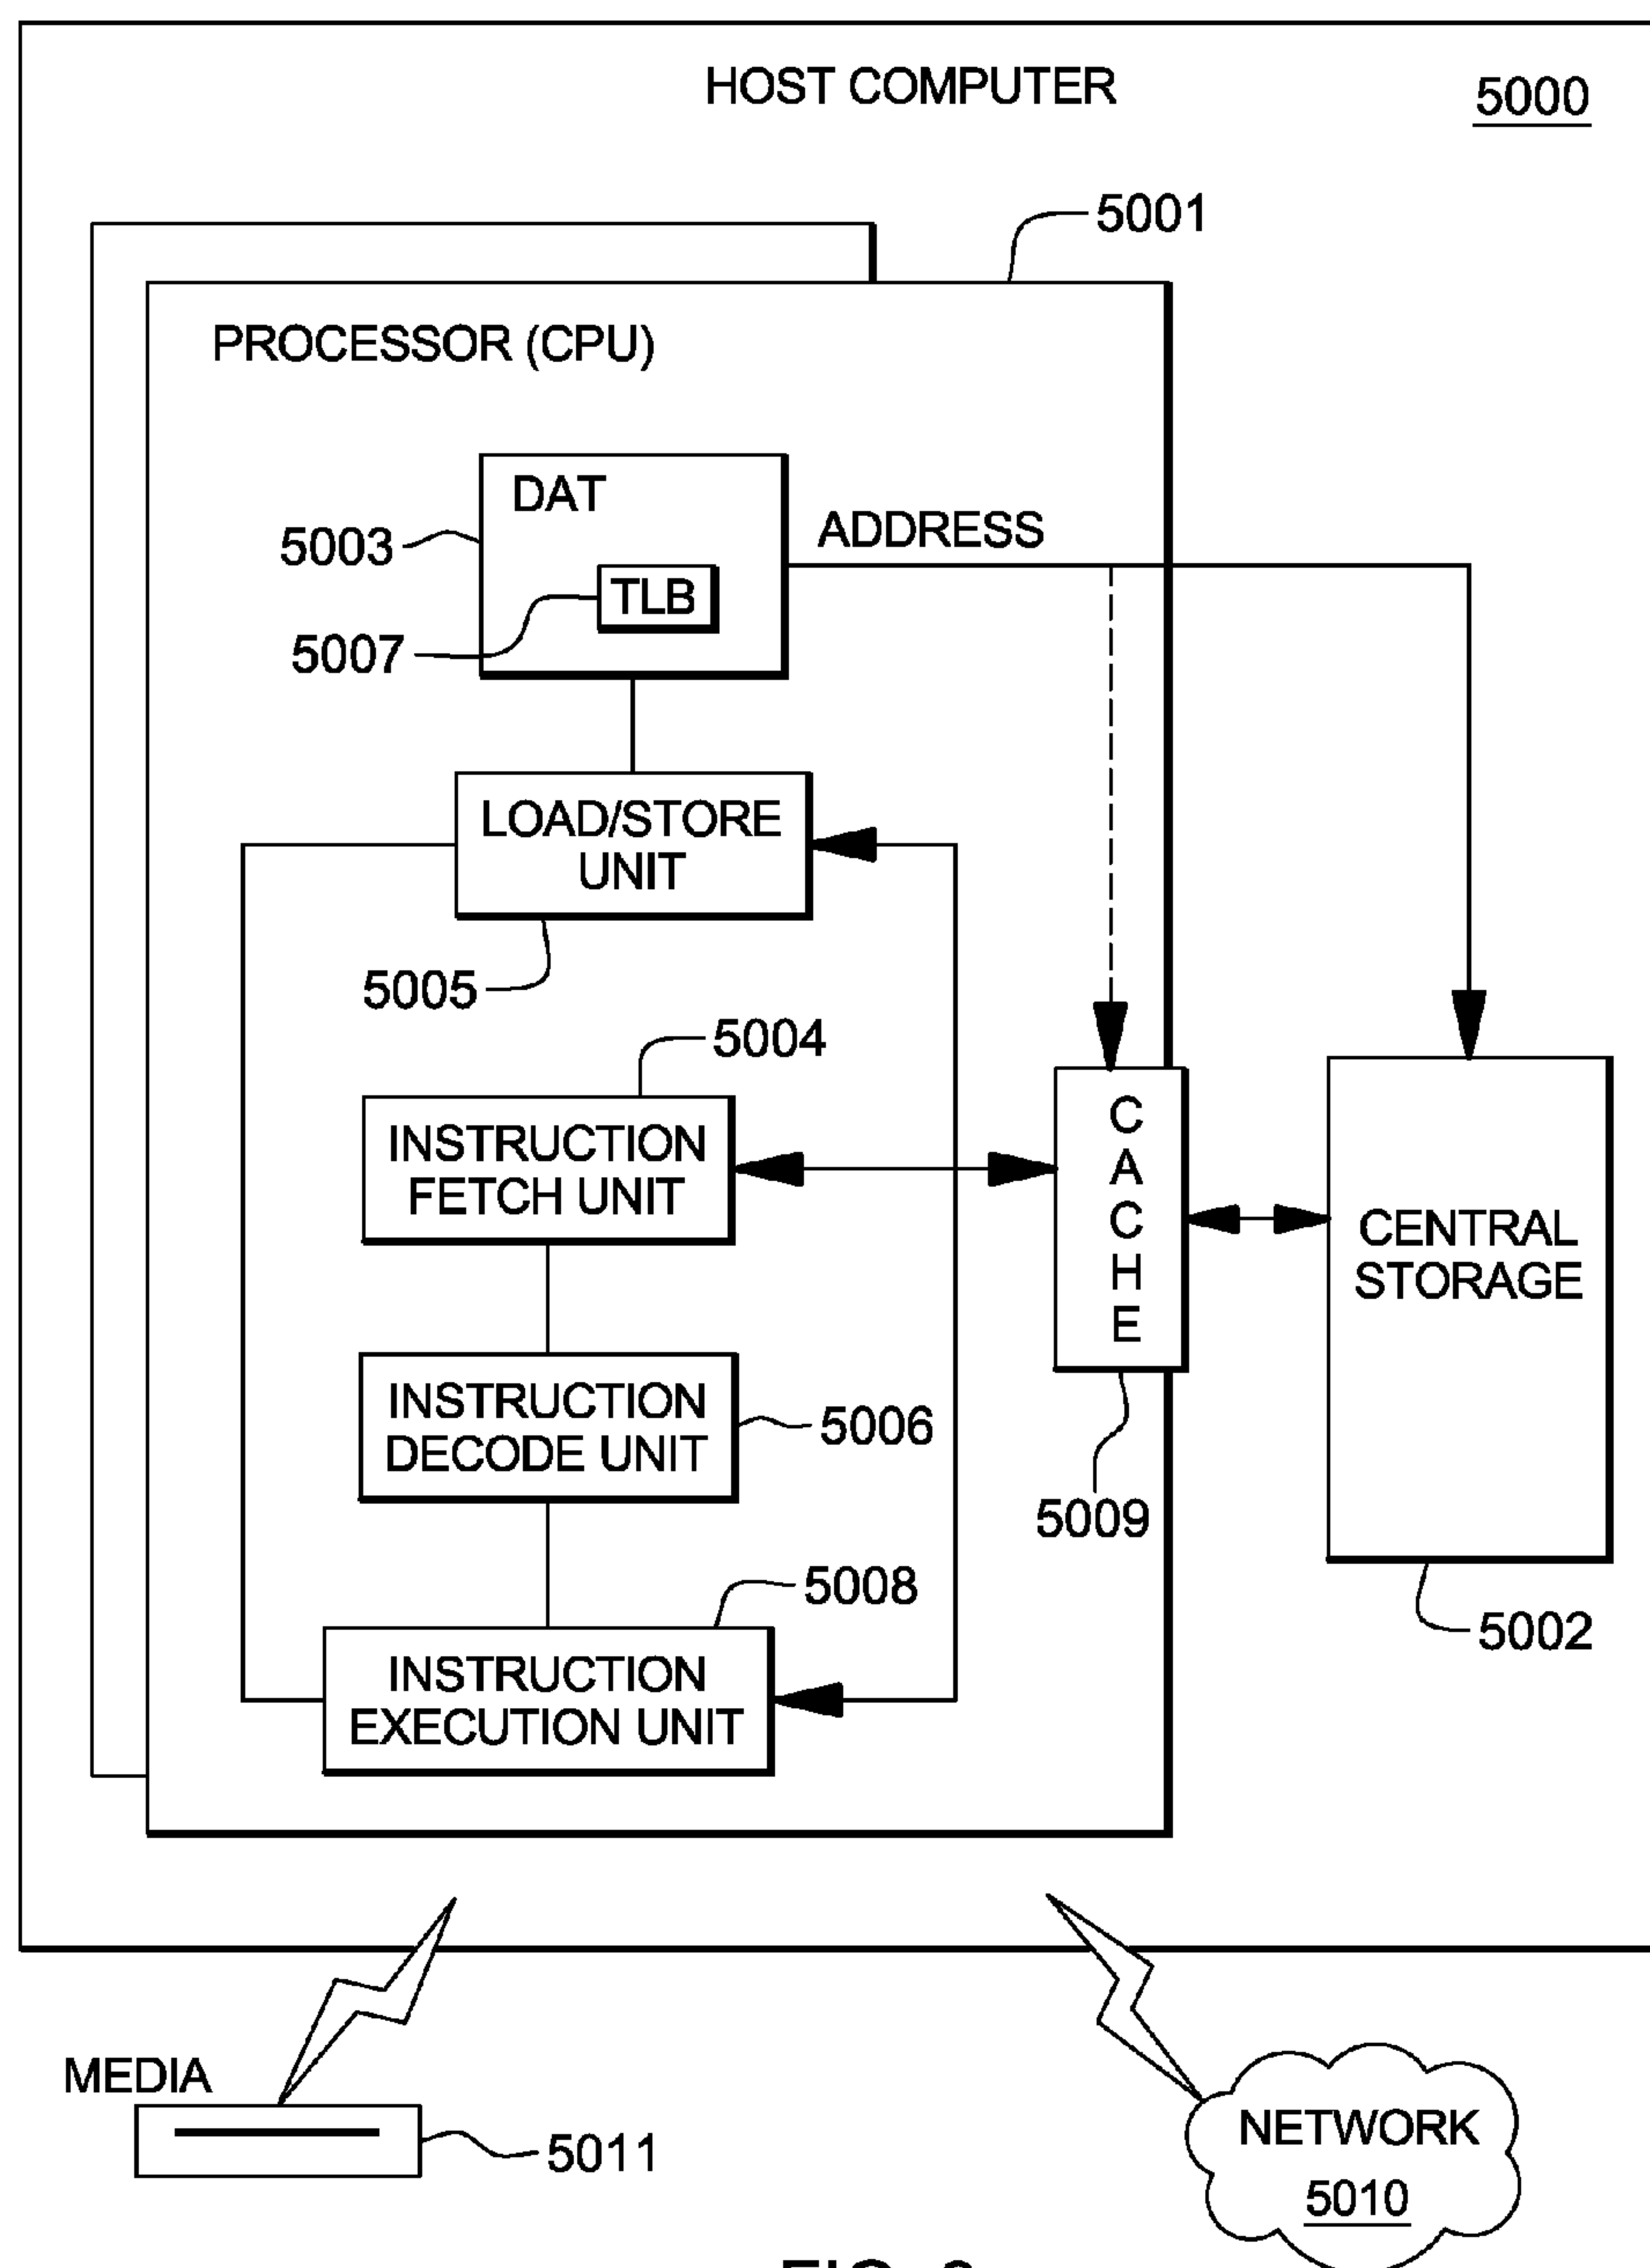 HOST COMPUTER
5000
5001
PROCESSOR (CPU)
DAT
5003
ADDRESS
TLB
5007
LOAD/STORE
UNIT
5005
5004
INSTRUCTION
FETCH UNIT
CACHE
CENTRAL
STORAGE
INSTRUCTION
DECODE UNIT
5006
5009
5008
5002
INSTRUCTION
EXECUTION UNIT
MEDIA
5011
NETWORK
5010